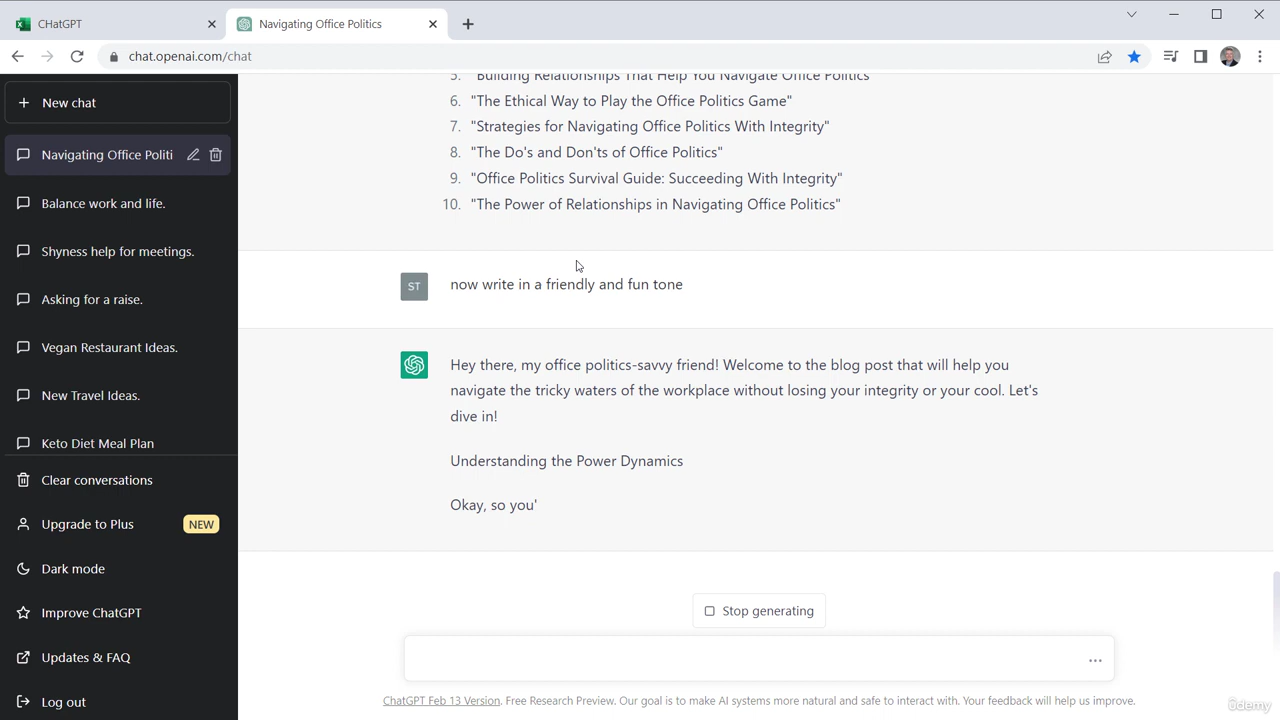 CHatGPT
Navigating Office Politics
chat.openai.com/chat
New chat
Navigating Office Politi
Balance work and life.
Shyness help for meetings.
Asking for a raise.
Vegan Restaurant Ideas.
New Travel Ideas.
Keto Diet Meal Plan
Clear conversations
Upgrade to Plus NEW
Dark mode
Improve ChatGPT
Updates & FAQ
Log out
5. "Building Relationships That Help You Navigate Office Politics"
6. "The Ethical Way to Play the Office Politics Game"
7. "Strategies for Navigating Office Politics With Integrity"
8. "The Do's and Don'ts of Office Politics"
9. "Office Politics Survival Guide: Succeeding With Integrity"
10. "The Power of Relationships in Navigating Office Politics"
ST
now write in a friendly and fun tone
Hey there, my office politics-savvy friend! Welcome to the blog post that will help you
navigate the tricky waters of the workplace without losing your integrity or your cool. Let's
dive in!
Understanding the Power Dynamics
Okay, so you'
Stop generating
ChatGPT Feb 13 Version. Free Research Preview. Our goal is to make AI systems more natural and safe to interact with. Your feedback will help us improve.
ûdemy